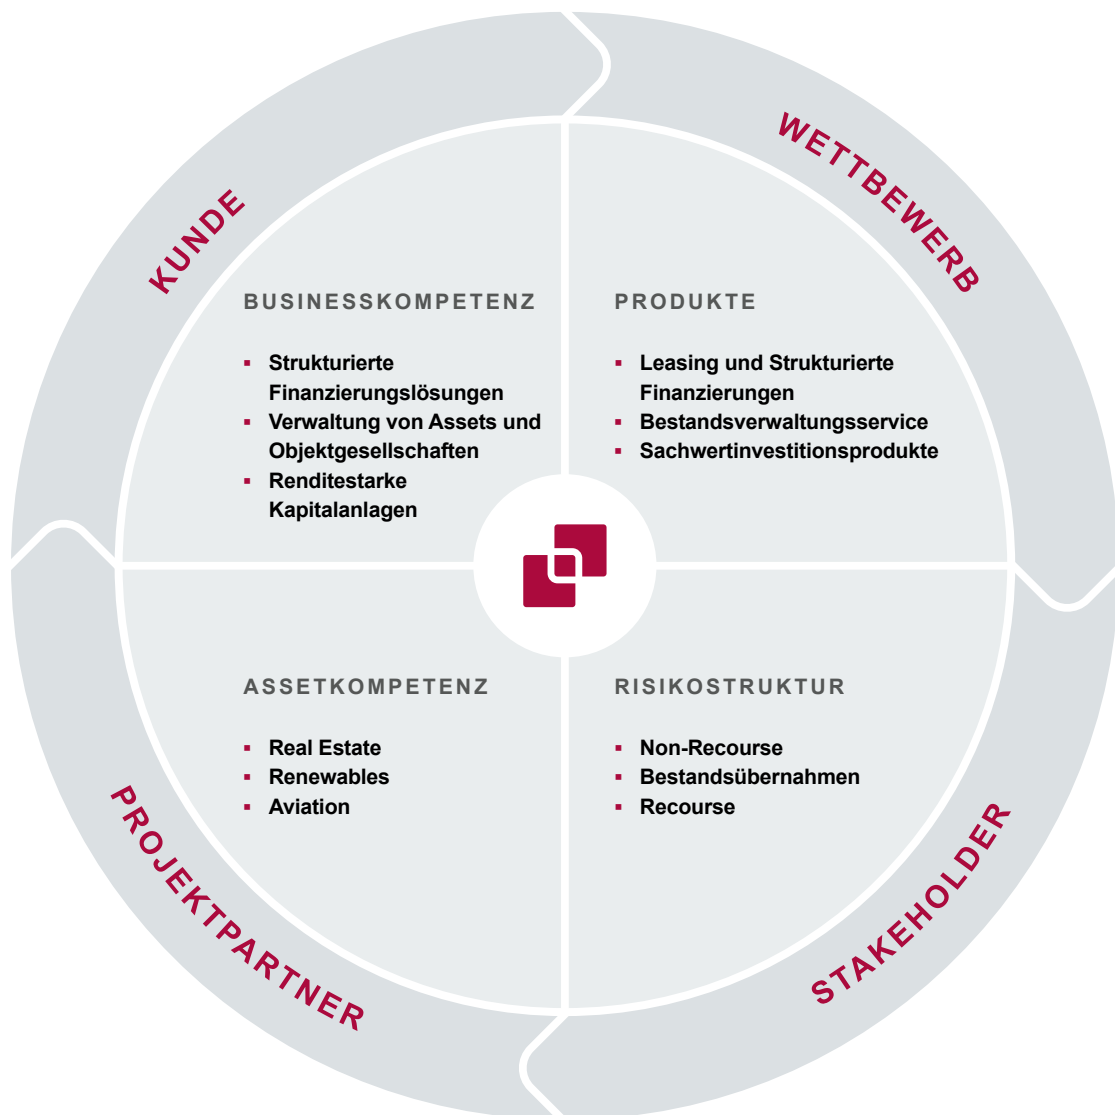 KUNDE
WETTBEWERB
BUSINESSKOMPETENZ
▪ Strukturierte
Finanzierungslösungen
▪ Verwaltung von Assets und
Objektgesellschaften
▪ Renditestarke
Kapitalanlagen
PRODUKTE
▪ Leasing und Strukturierte
Finanzierungen
▪ Bestandsverwaltungsservice
▪ Sachwertinvestitionsprodukte
ASSETKOMPETENZ
▪ Real Estate
▪ Renewables
▪ Aviation
RISIKOSTRUKTUR
▪ Non-Recourse
▪ Bestandsübernahmen
▪ Recourse
PROJEKTPARTNER
STAKEHOLDER